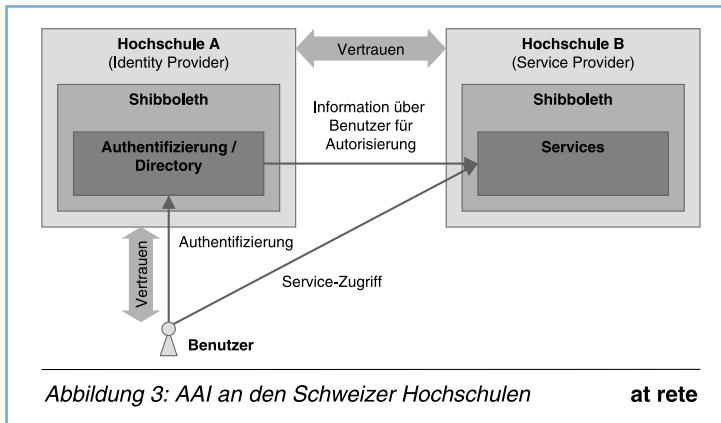 Hochschule A
(Identity Provider)
Vertrauen
Hochschule B
(Service Provider)
Shibboleth
Information über
Benutzer für
Autorisierung
Shibboleth
Authentifizierung /
Directory
Services
Vertrauen
Authentifizierung
Service-Zugriff
Benutzer
Abbildung 3: AAI an den Schweizer Hochschulen
at rete